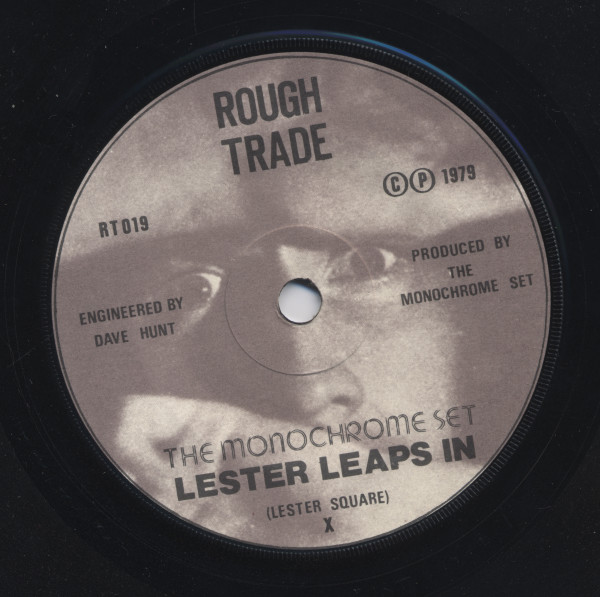 ROUGH
TRADE
Ⓒ Ⓟ 1979
RT019
PRODUCED BY
THE
MONOCHROME SET
ENGINEERED BY
DAVE HUNT
THE MONOCHROME SET
LESTER LEAPS IN
(LESTER SQUARE)
X